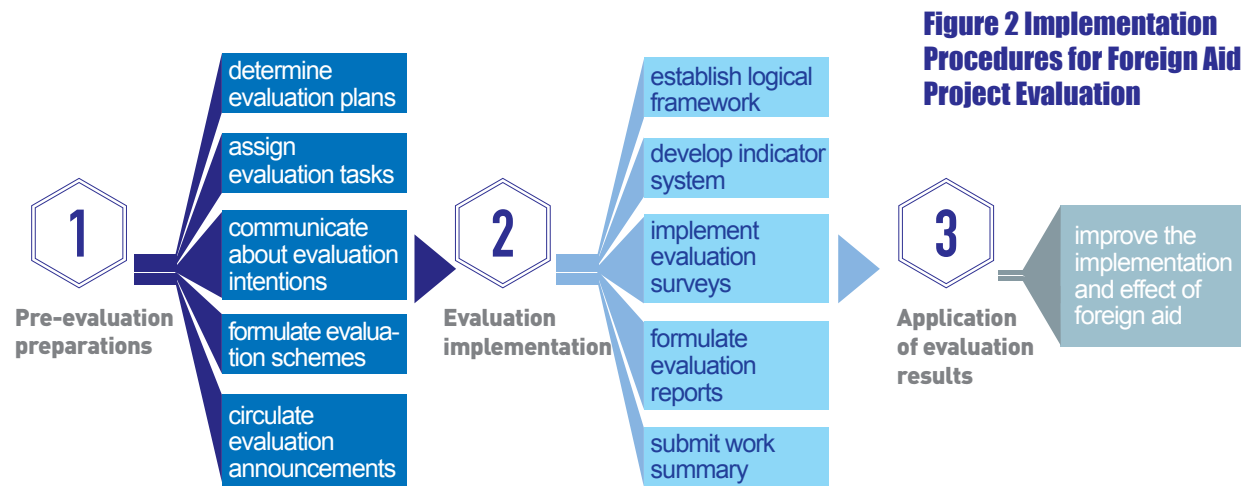 Figure 2 Implementation
Procedures for Foreign Aid
Project Evaluation
1
Pre-evaluation
preparations
determine
evaluation plans
assign
evaluation tasks
communicate
about evaluation
intentions
formulate evalua-
tion schemes
circulate
evaluation
announcements
2
Evaluation
implementation
establish logical
framework
develop indicator
system
implement
evaluation
surveys
formulate
evaluation
reports
submit work
summary
3
Application
of evaluation
results
improve the
implementation
and effect of
foreign aid